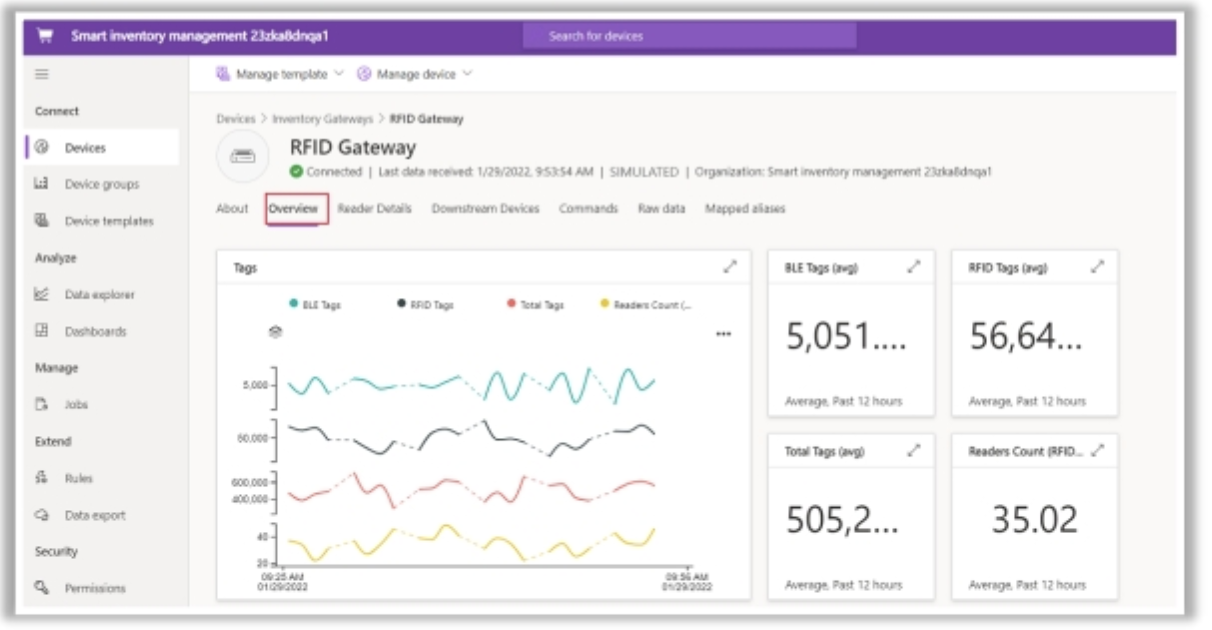 Smart inventory management 23zka8dnqa1
Search for devices
Manage template
Manage device
Connect
Devices
Device groups
Device templates
Analyze
Data explorer
Dashboards
Manage
Jobs
Extend
Rules
Data export
Security
Permissions
Devices > Inventory Gateways > RFID Gateway
RFID Gateway
Connected | Last data received: 1/29/2022, 9:53:54 AM | SIMULATED | Organization: Smart inventory management 23zka8dnqa1
About Overview Reader Details Downstream Devices Commands Raw data Mapped aliases
Tags
BLE Tags RFID Tags Total Tags Readers Count (...
5,000
50,000
600,000
400,000
40
20
09:25 AM
01/29/2022
09:56 AM
01/29/2022
BLE Tags (avg)
5,051....
Average, Past 12 hours
RFID Tags (avg)
56,64...
Average, Past 12 hours
Total Tags (avg)
505,2...
Average, Past 12 hours
Readers Count (RFID...
35.02
Average, Past 12 hours